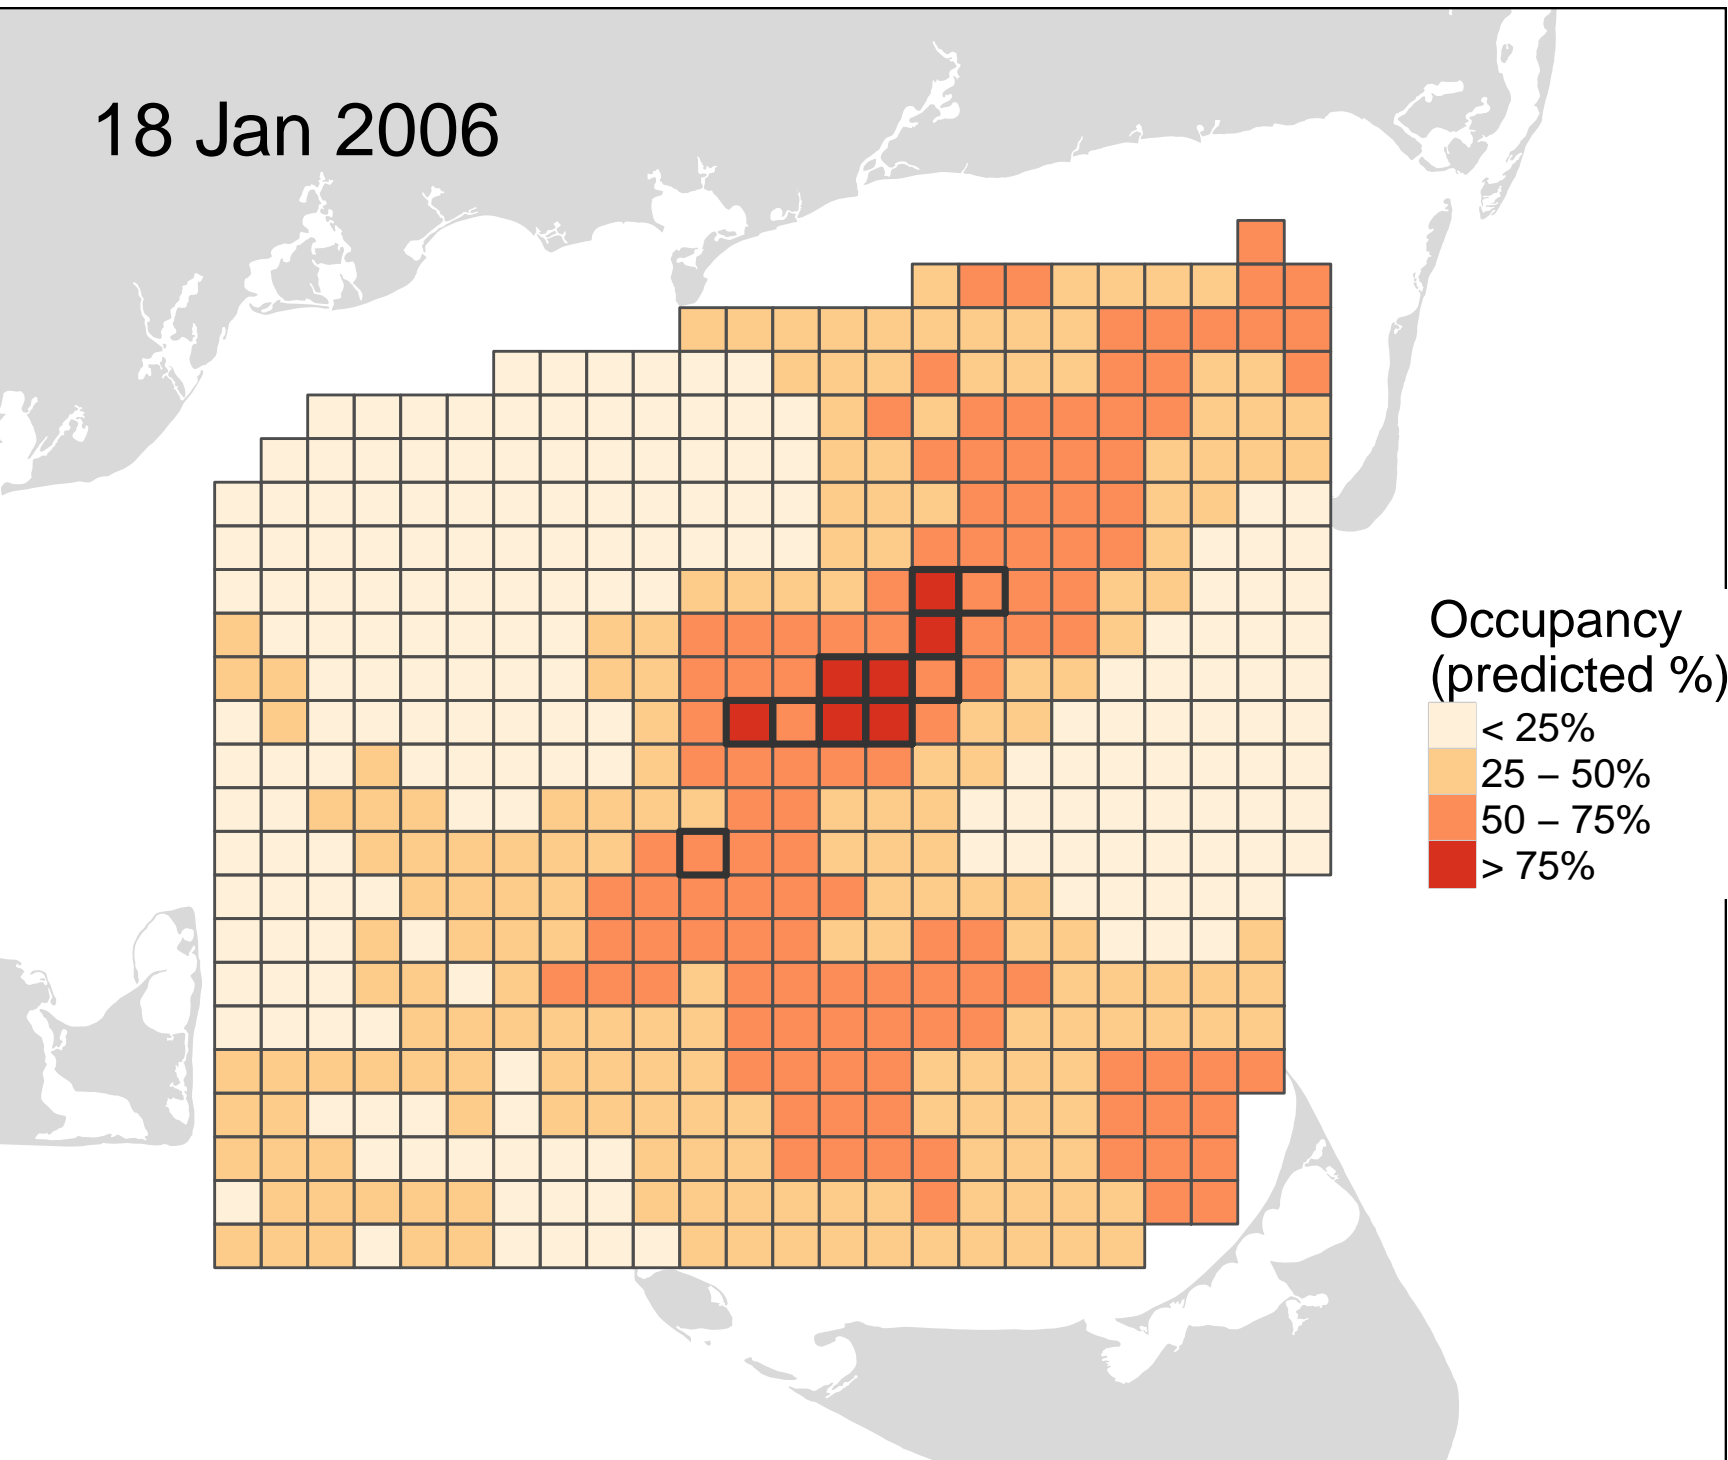 18 Jan 2006
Occupancy
(predicted %)
< 25%
25 – 50%
50 – 75%
> 75%